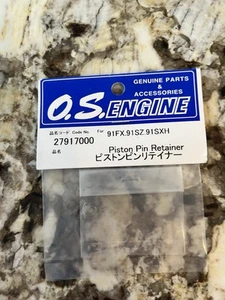 GENUINE PARTS
&
ACCESSORIES
O.S. ENGINE
品名コード Code No. For 91FX.91SZ.91SXH
27917000
品名 Piston Pin Retainer
ピストンピンリテイナー